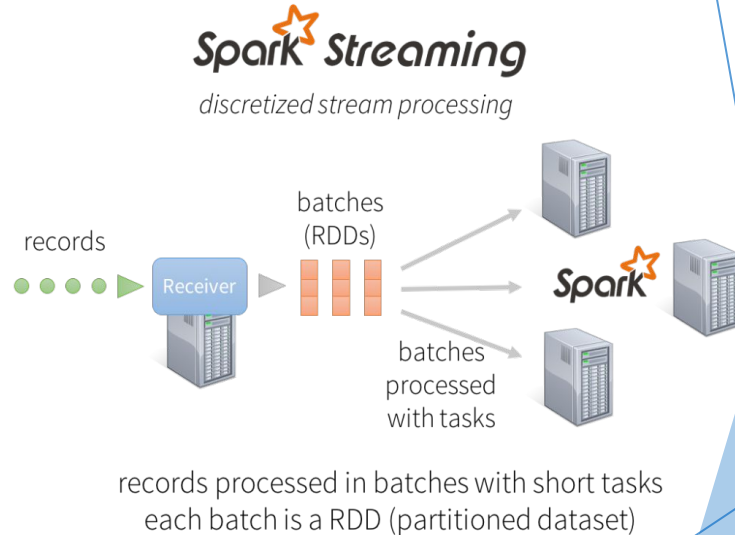 Spark Streaming
discretized stream processing
records
Receiver
batches
(RDDs)
Spark
batches
processed
with tasks
records processed in batches with short tasks
each batch is a RDD (partitioned dataset)